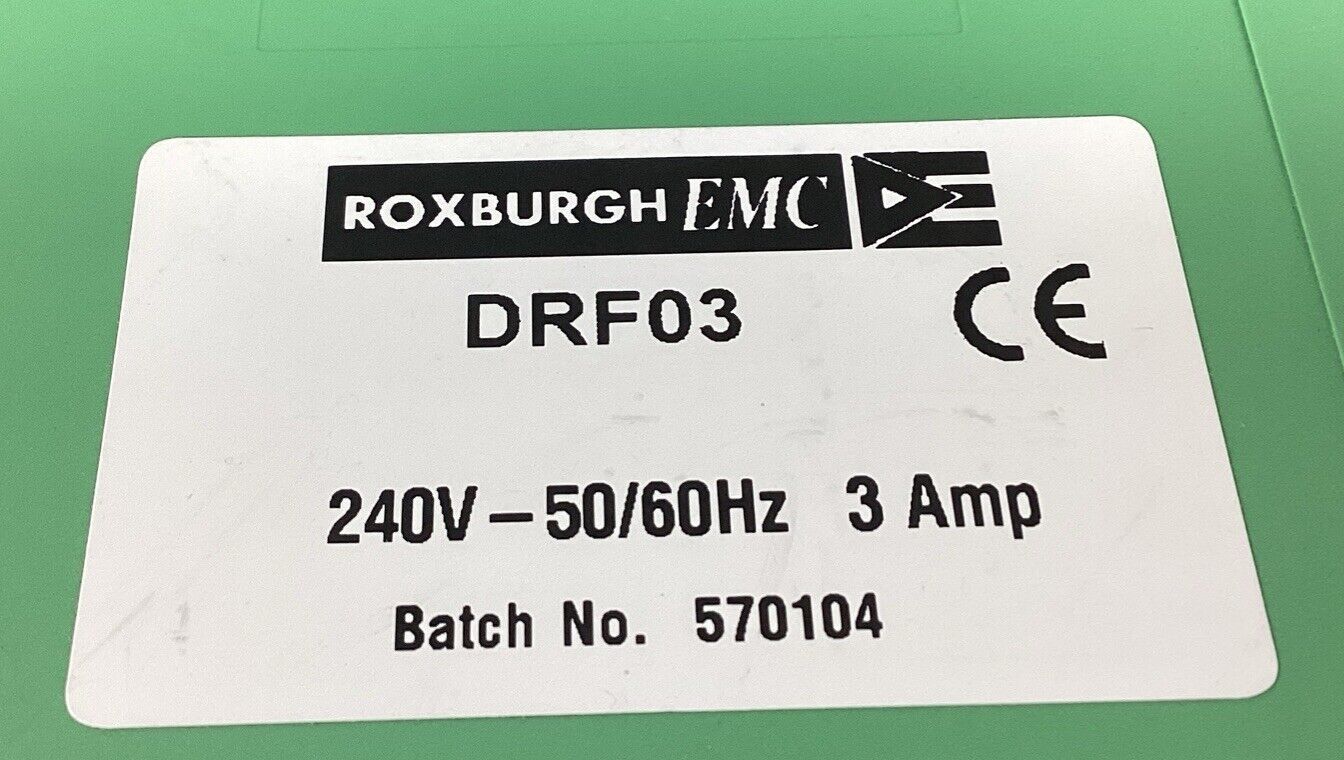 ROXBURGH EMC
DRF03 CE
240V – 50/60Hz 3 Amp
Batch No. 570104